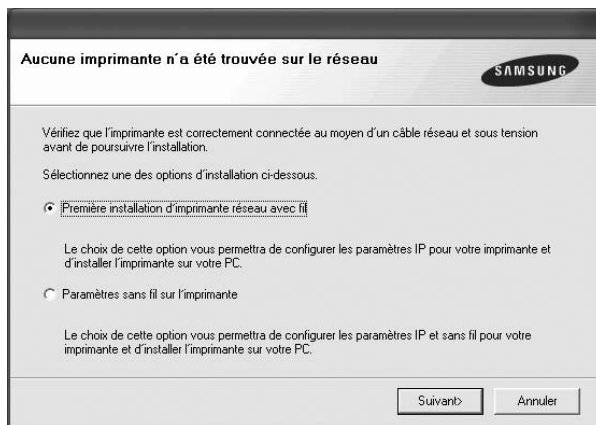 Aucune imprimante n'a été trouvée sur le réseau
SAMSUNG
Vérifiez que l'imprimante est correctement connectée au moyen d'un câble réseau et sous tension
avant de poursuivre l'installation.
Sélectionnez une des options d'installation ci-dessous.
Première installation d'imprimante réseau avec fil
Le choix de cette option vous permettra de configurer les paramètres IP pour votre imprimante et
d'installer l'imprimante sur votre PC.
Paramètres sans fil sur l'imprimante
Le choix de cette option vous permettra de configurer les paramètres IP et sans fil pour votre
imprimante et d'installer l'imprimante sur votre PC.
Suivant>
Annuler